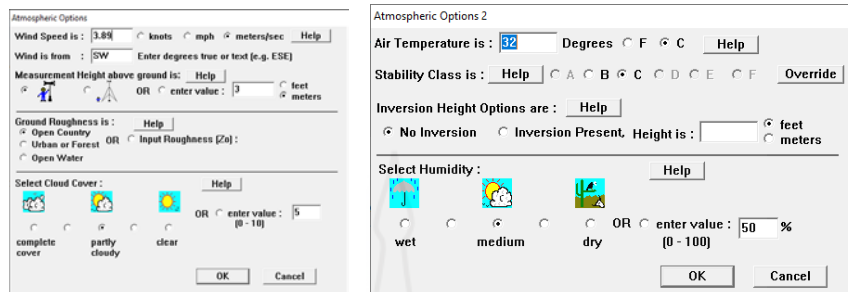 Atmospheric Options
Wind Speed is : 3.89 knots mph meters/sec Help
Wind is from : SW Enter degrees true or text (e.g. ESE)
Measurement Height above ground is: Help
OR enter value : 3 feet
meters
Ground Roughness is : Help
Open Country
Urban or Forest OR Input Roughness (Zo) :
Open Water
Select Cloud Cover : Help
OR enter value : 5
(0 - 10)
complete cover partly cloudy clear
OK Cancel
Atmospheric Options 2
Air Temperature is : 32 Degrees F C Help
Stability Class is : Help A B C D E F Override
Inversion Height Options are : Help
No Inversion Inversion Present, Height is : feet
meters
Select Humidity : Help
OR enter value : 50 %
(0 - 100)
wet medium dry
OK Cancel